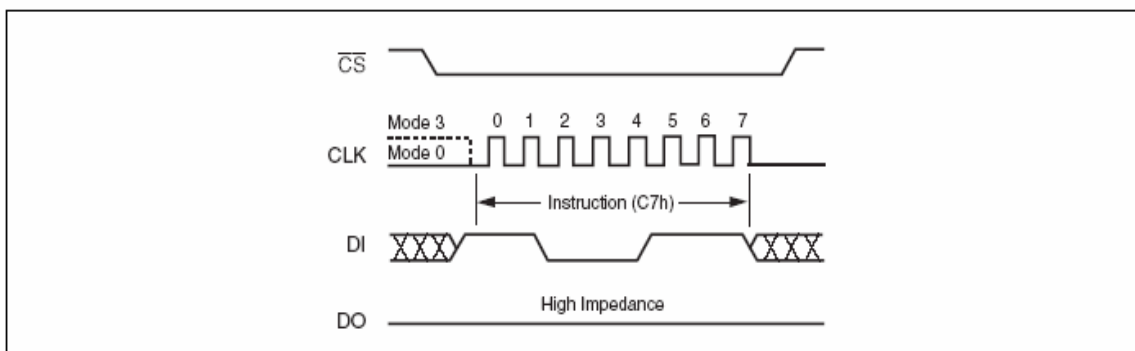 CS
Mode 3
0 1 2 3 4 5 6 7
CLK
Mode 0
Instruction (C7h)
DI
High Impedance
DO